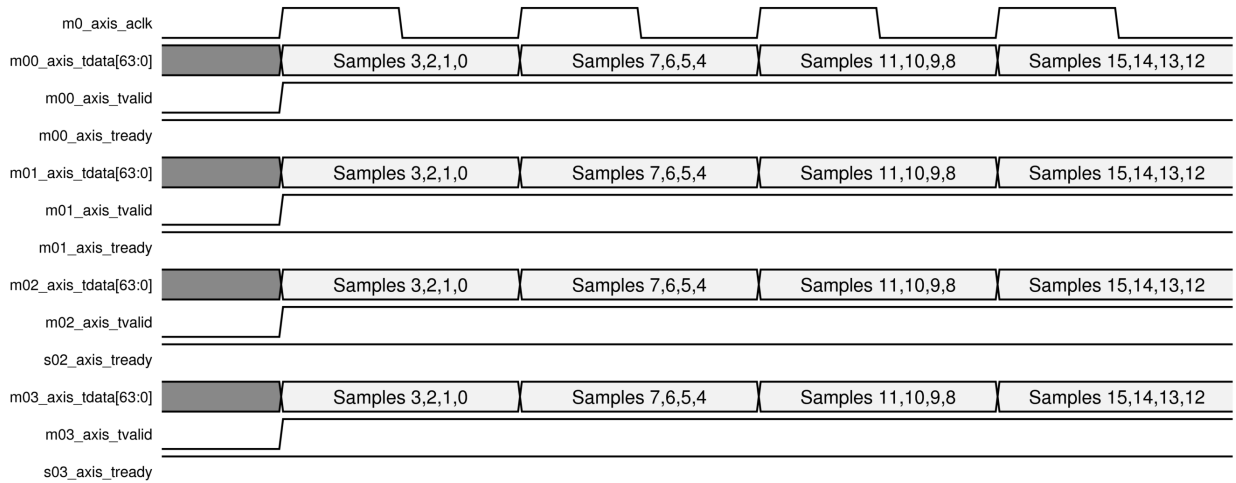 m0_axis_aclk
m00_axis_tdata[63:0] Samples 3,2,1,0 Samples 7,6,5,4 Samples 11,10,9,8 Samples 15,14,13,12
m00_axis_tvalid
m00_axis_tready
m01_axis_tdata[63:0] Samples 3,2,1,0 Samples 7,6,5,4 Samples 11,10,9,8 Samples 15,14,13,12
m01_axis_tvalid
m01_axis_tready
m02_axis_tdata[63:0] Samples 3,2,1,0 Samples 7,6,5,4 Samples 11,10,9,8 Samples 15,14,13,12
m02_axis_tvalid
s02_axis_tready
m03_axis_tdata[63:0] Samples 3,2,1,0 Samples 7,6,5,4 Samples 11,10,9,8 Samples 15,14,13,12
m03_axis_tvalid
s03_axis_tready